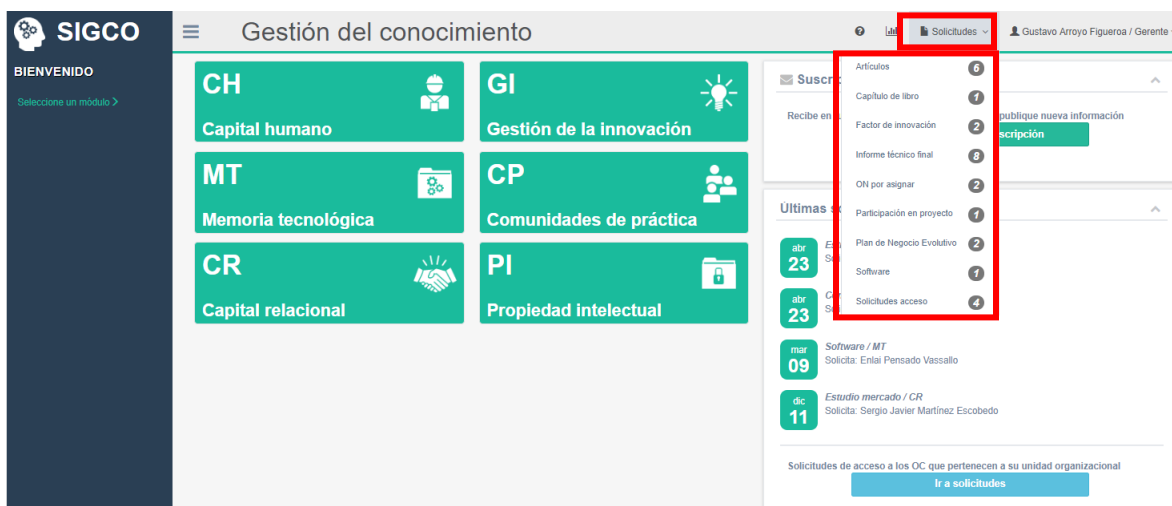 SIGCO
Gestión del conocimiento
Solicitudes
Gustavo Arroyo Figueroa / Gerente
BIENVENIDO
Seleccione un módulo
CH
Capital humano
GI
Gestión de la innovación
MT
Memoria tecnológica
CP
Comunidades de práctica
CR
Capital relacional
PI
Propiedad intelectual
Artículos 6
Capítulo de libro 1
Factor de innovación 2
Informe técnico final 8
ON por asignar 2
Participación en proyecto 1
Plan de Negocio Evolutivo 2
Software 1
Solicitudes acceso 4
Recibe en publique nueva información
Últimas
abr
23
abr
23
mar
09
Software / MT
Solicita: Enlai Pensado Vassallo
dic
11
Estudio mercado / CR
Solicita: Sergio Javier Martínez Escobedo
Solicitudes de acceso a los OC que pertenecen a su unidad organizacional
Ir a solicitudes